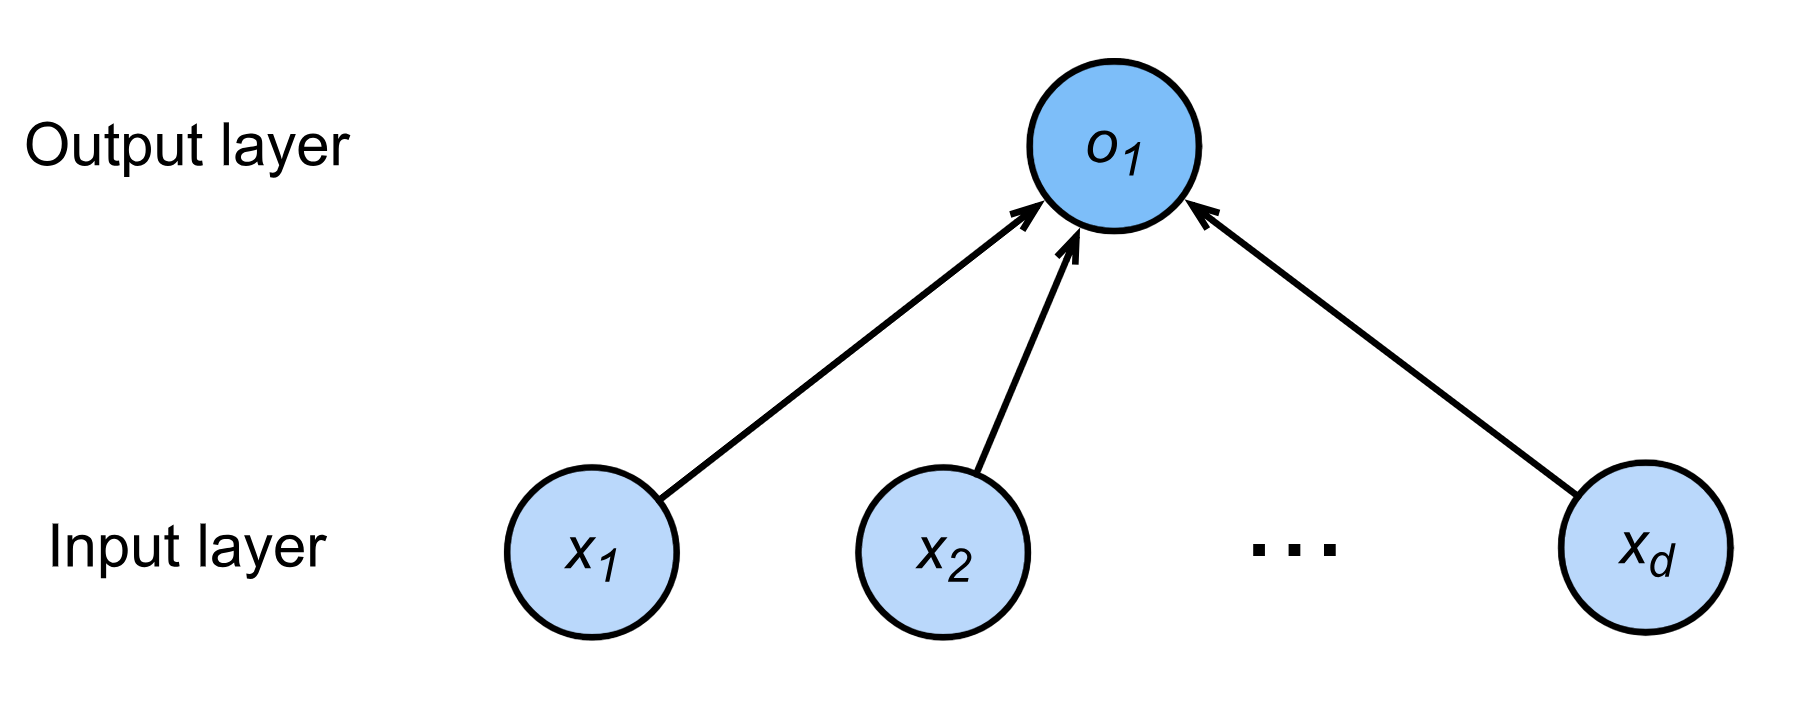 Output layer
o1
Input layer
x1
x2
...
xd